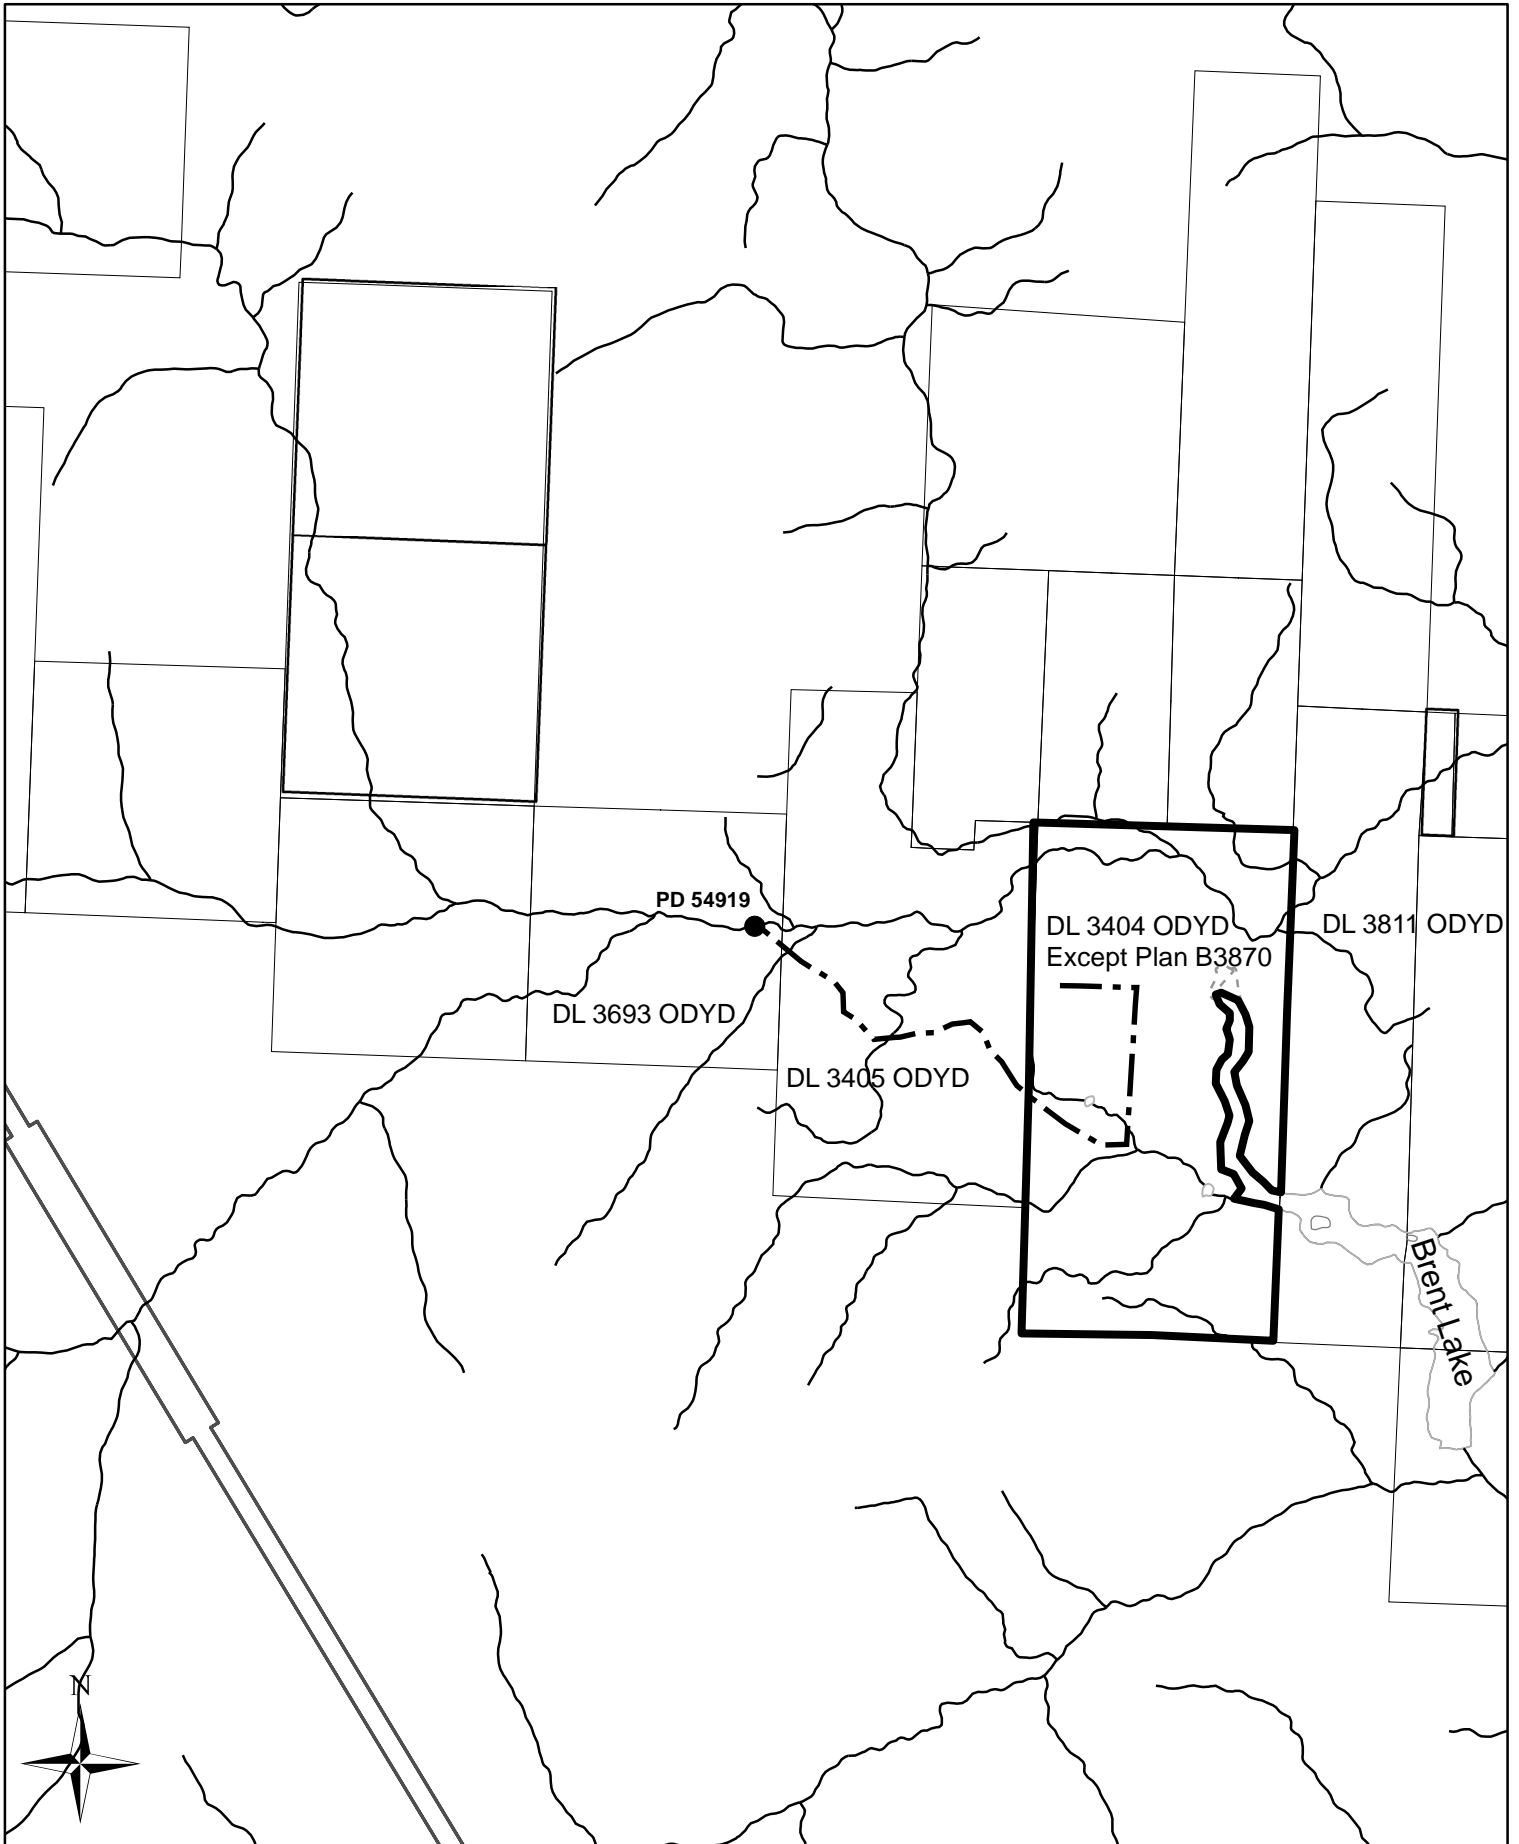 PD 54919
DL 3404 ODYD
Except Plan B3870
DL 3811 ODYD
DL 3693 ODYD
DL 3405 ODYD
Brent Lake
N